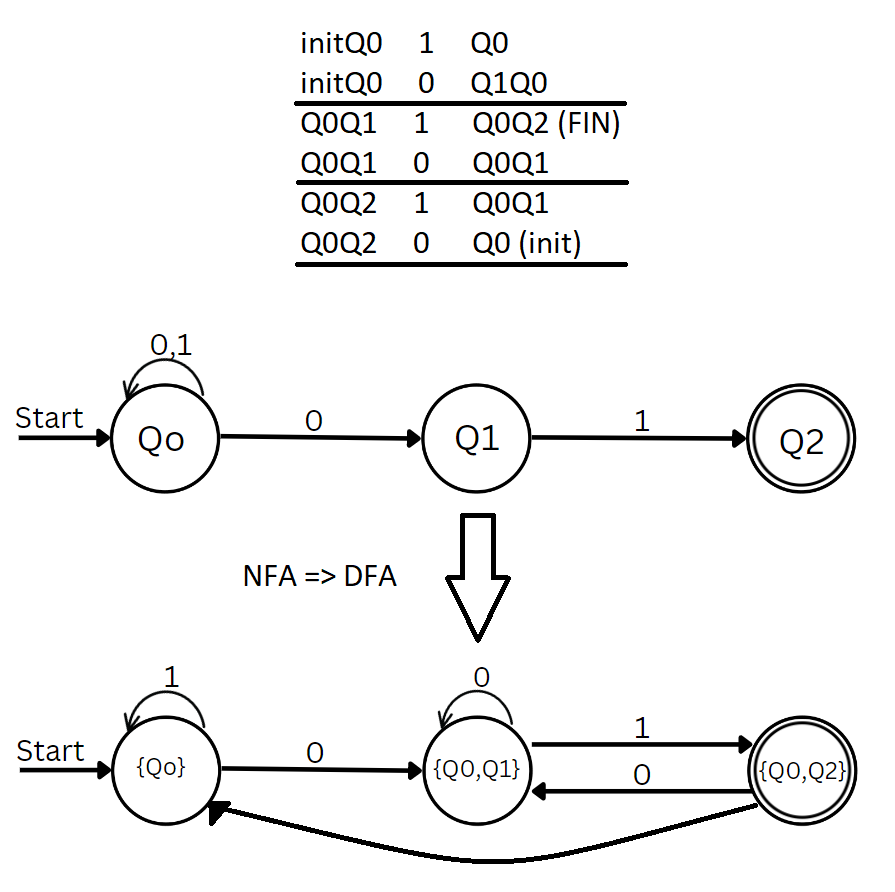 initQ0 1 Q0
initQ0 0 Q1Q0
Q0Q1 1 Q0Q2 (FIN)
Q0Q1 0 Q0Q1
Q0Q2 1 Q0Q1
Q0Q2 0 Q0 (init)
0,1
Start
Qo
0
Q1
1
Q2
NFA => DFA
1
0
Start
{Qo}
0
{Q0,Q1}
1
0
{Q0,Q2}